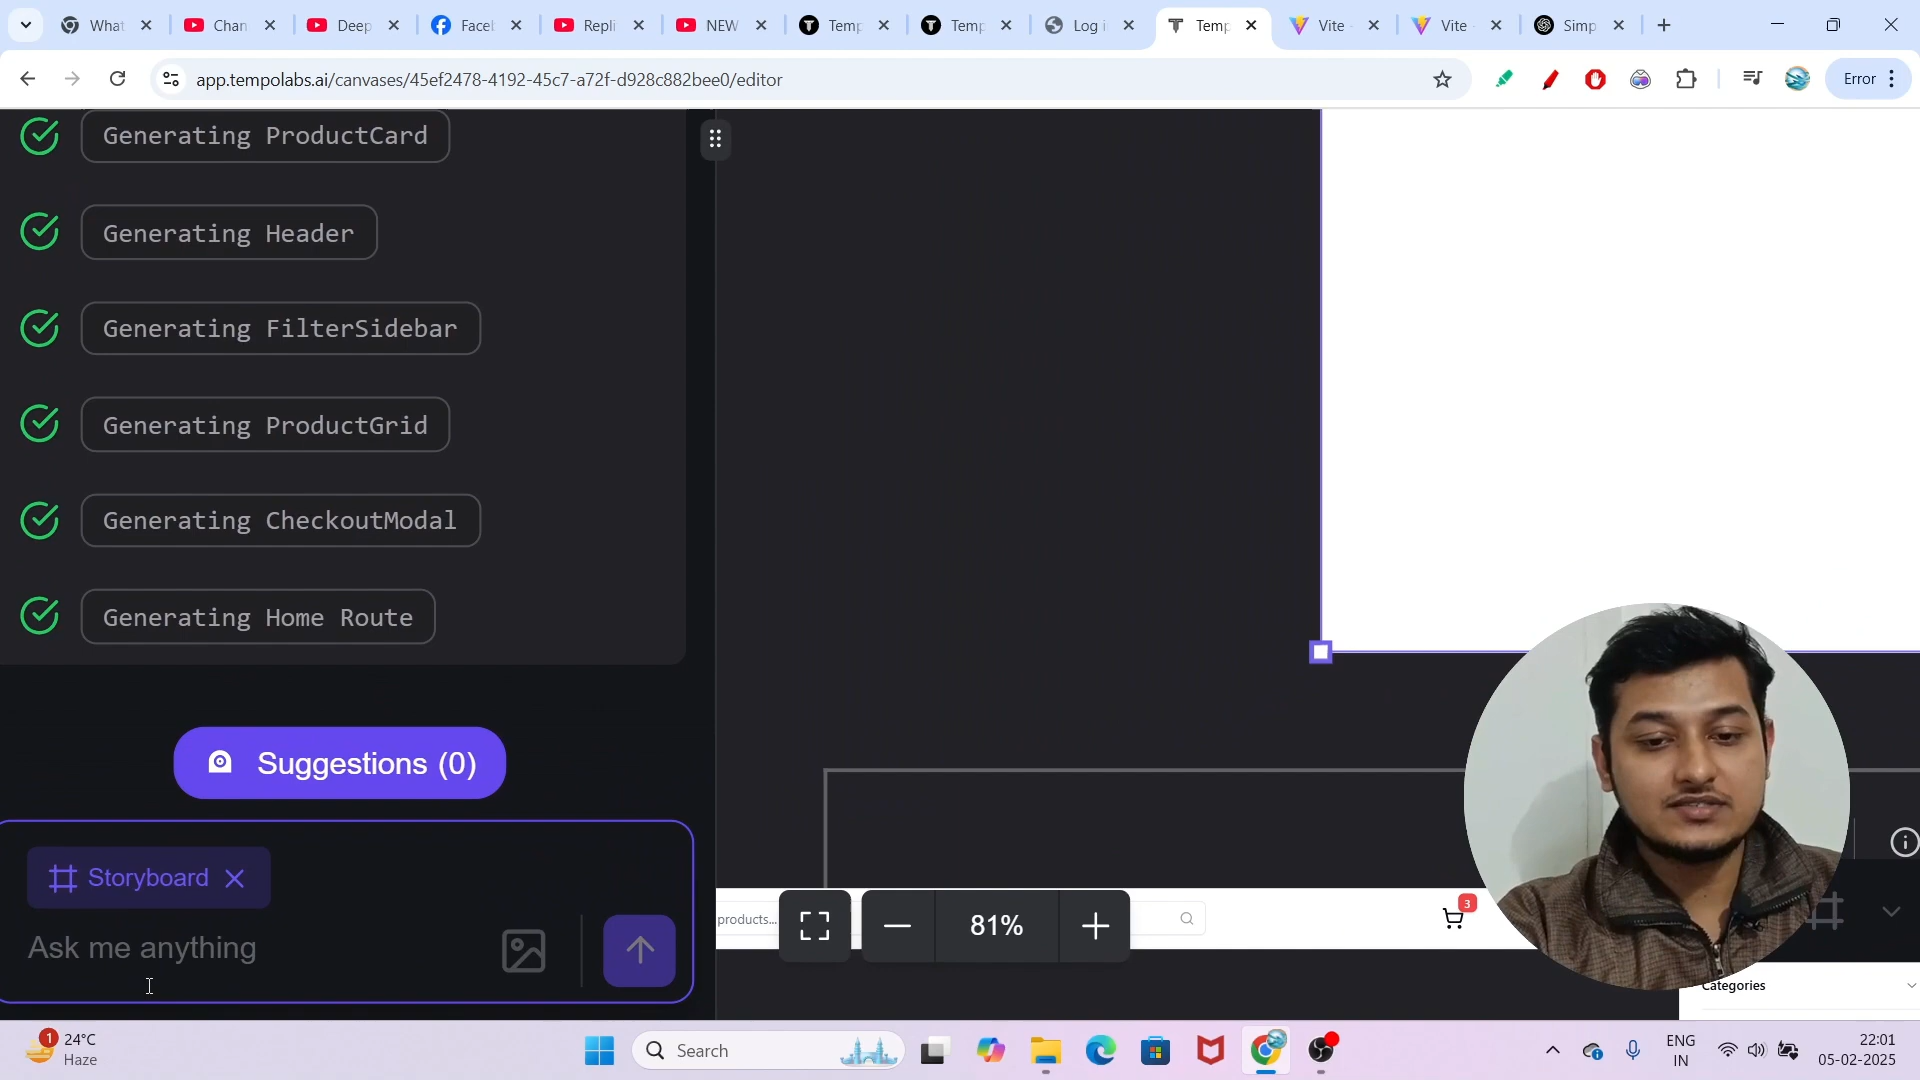 What
Chan
Deep
Faceb
Repli
NEW
Temp
Temp
Log i
Temp
Vite
Vite
Simp
app.tempolabs.ai/canvases/45ef2478-4192-45c7-a72f-d928c882bee0/editor
Error
Generating ProductCard
Generating Header
Generating FilterSidebar
Generating ProductGrid
Generating CheckoutModal
Generating Home Route
Suggestions (0)
Storyboard
Ask me anything
products...
81%
3
Categories
1
24°C
Haze
Search
ENG
IN
22:01
05-02-2025